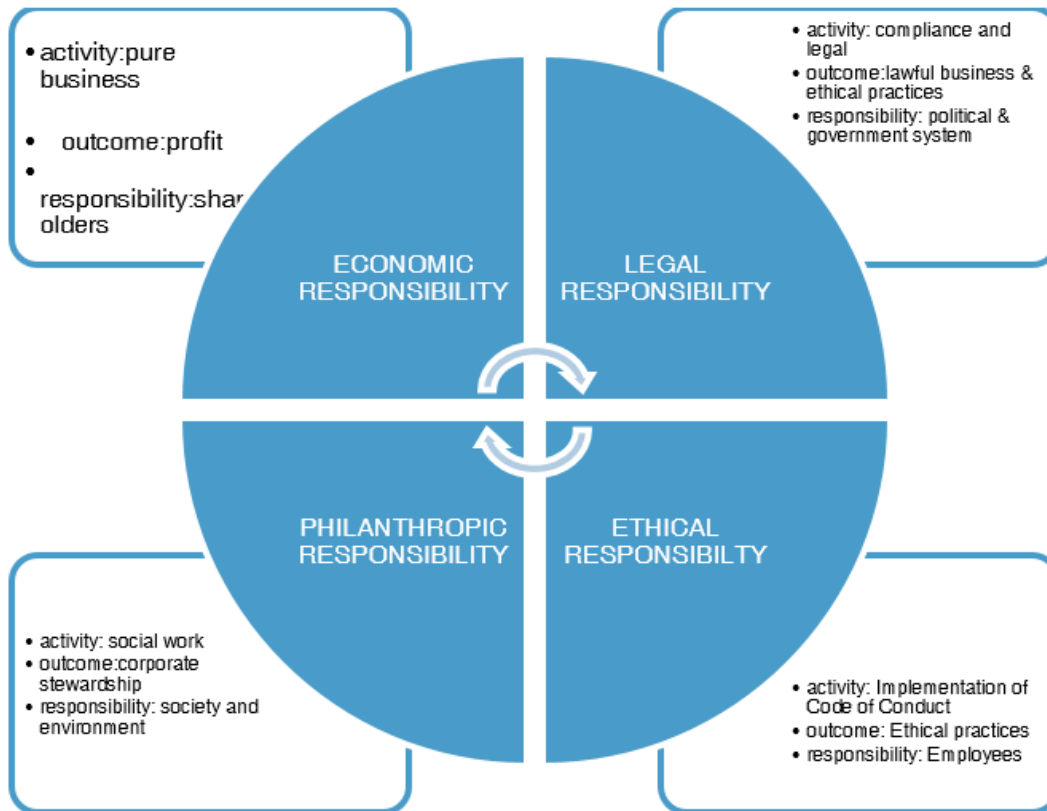 • activity:pure
business
• outcome:profit
•
responsibility:shar
olders
ECONOMIC
RESPONSIBILITY
• activity: compliance and
legal
• outcome:lawful business &
ethical practices
• responsibility: political &
government system
LEGAL
RESPONSIBILITY
PHILANTHROPIC
RESPONSIBILITY
• activity: social work
• outcome:corporate
stewardship
• responsibility: society and
environment
ETHICAL
RESPONSIBILTY
• activity: Implementation of
Code of Conduct
• outcome: Ethical practices
• responsibility: Employees